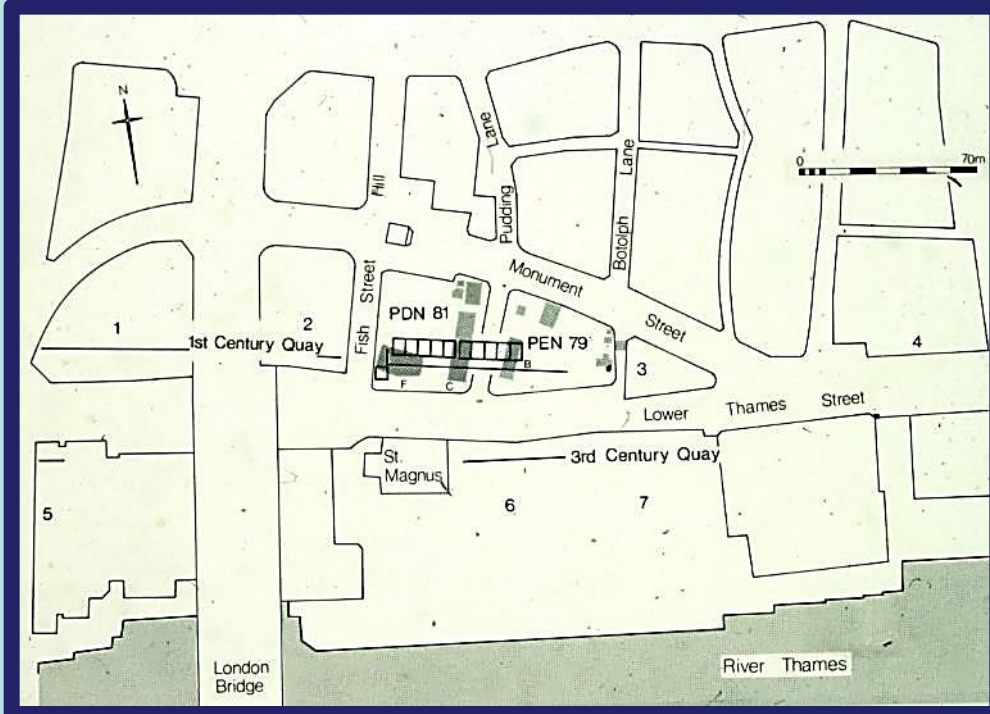 N
0 70m
Hill
Pudding Lane
Botolph Lane
Monument Street
Fish Street
PDN 81
PEN 79
1
2
1st Century Quay
3
4
B
F
C
Lower Thames Street
St.
Magnus
3rd Century Quay
5
6
7
London
Bridge
River Thames